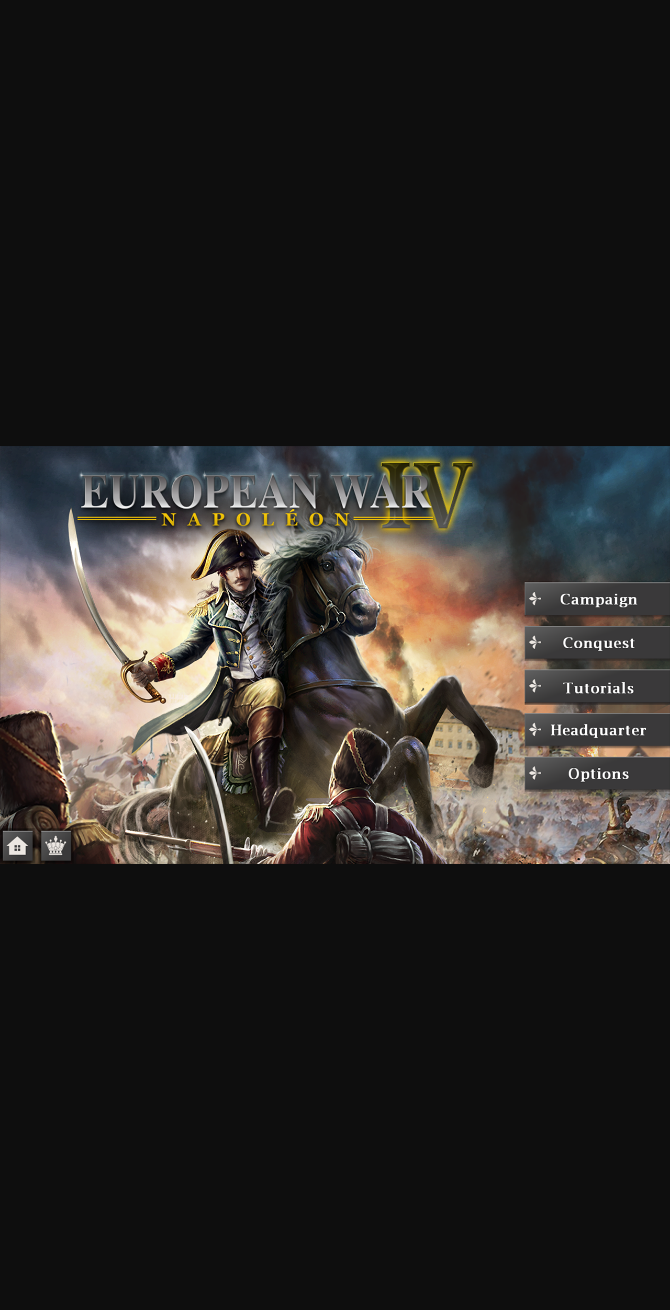 EUROPEAN WAR IV
NAPOLÉON
Campaign
Conquest
Tutorials
Headquarter
Options